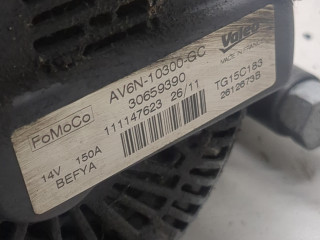 AV6N-10300-GC
Valeo
30659390
FoMoCo
111147623 26/11
TG15C183
2612673B
14V 150A
BEFYA